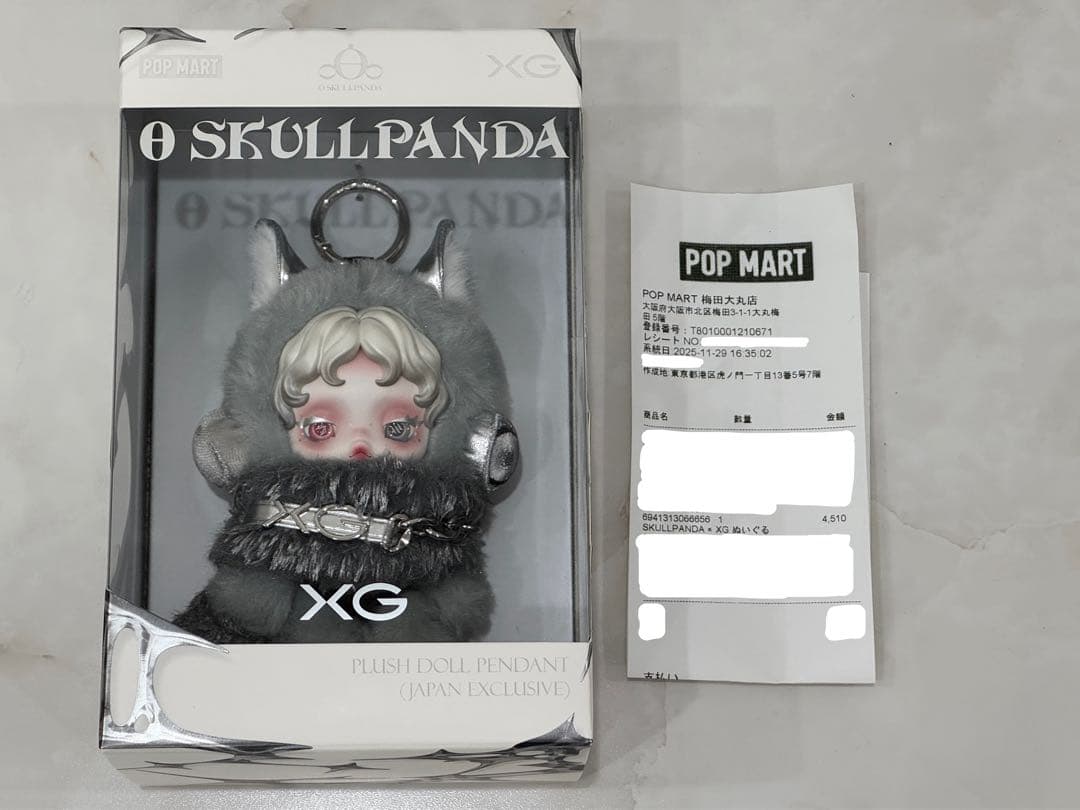 POP MART
O SKULLPANDA
XG
SKULLPANDA
SKULLPANDA
XG
XG
PLUSH DOLL PENDANT
(JAPAN EXCLUSIVE)
POP MART
POP MART 梅田大丸店
大阪府大阪市北区梅田3-1-1大丸梅
田5階
登録番号：T8010001210671
レシート NO:
系統日 2025-11-29 16:35:02
作成地:東京都港区虎ノ門一丁目13番5号7階
商品名 数量 金額
6941313066656 1 4,510
SKULLPANDA × XG ぬいぐる
支払い